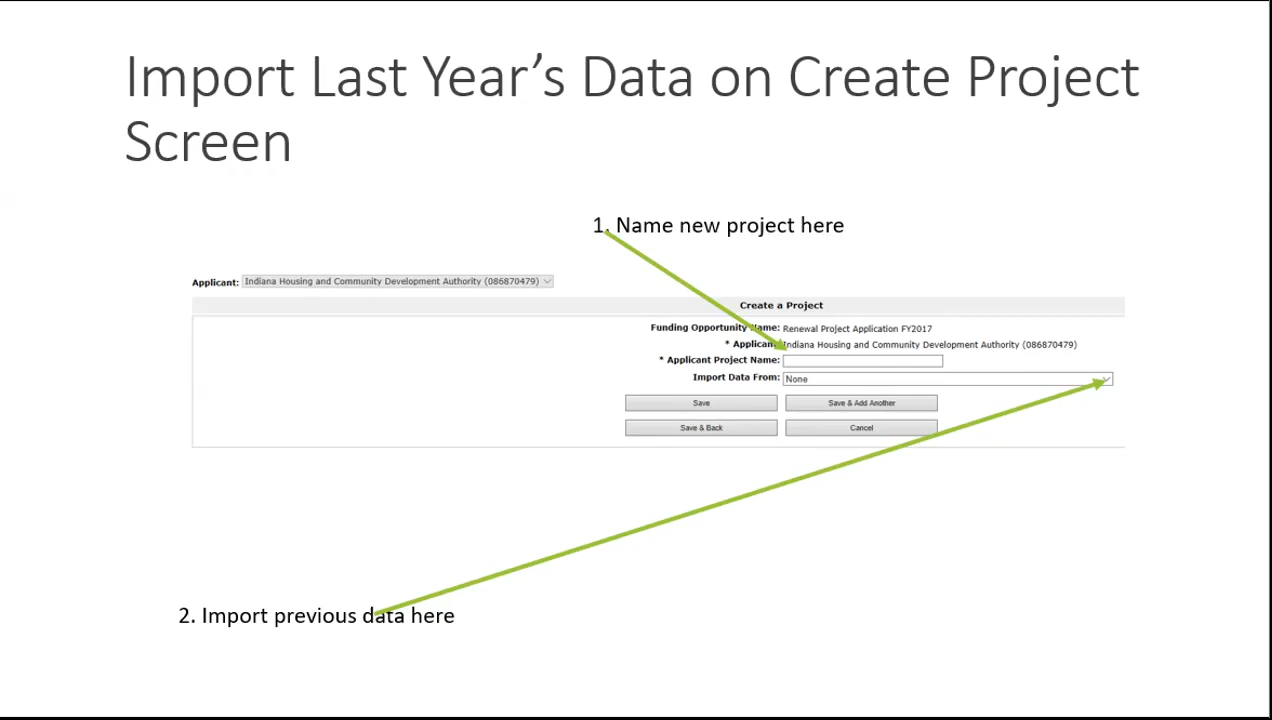 Import Last Year's Data on Create Project
Screen
1. Name new project here
Applicant: Indiana Housing and Community Development Authority (086870479)
Create a Project
Funding Opportunity Name: Renewal Project Application FY2017
* Applicant: Indiana Housing and Community Development Authority (086870479)
* Applicant Project Name:
Import Data From: None
Save Save & Add Another
Save & Back Cancel
2. Import previous data here